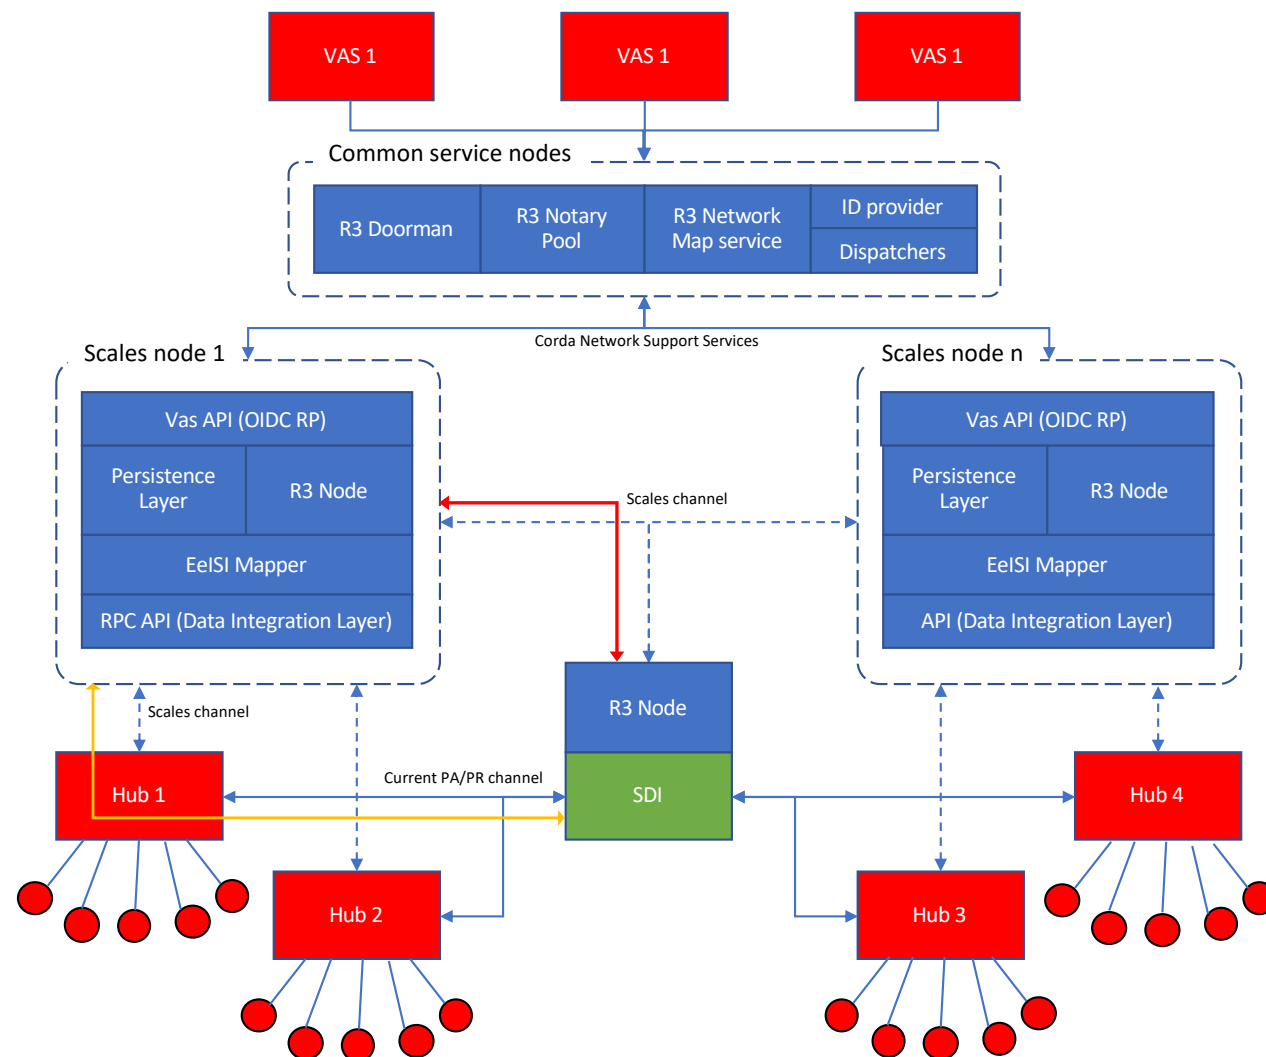 VAS 1
VAS 1
VAS 1
Common service nodes
R3 Doorman
R3 Notary
Pool
R3 Network
Map service
ID provider
Dispatchers
Corda Network Support Services
Scales node 1
Vas API (OIDC RP)
Persistence
Layer
R3 Node
EeISI Mapper
RPC API (Data Integration Layer)
Scales node n
Vas API (OIDC RP)
Persistence
Layer
R3 Node
EeISI Mapper
API (Data Integration Layer)
Scales channel
Scales channel
R3 Node
SDI
Current PA/PR channel
Hub 1
Hub 2
Hub 3
Hub 4